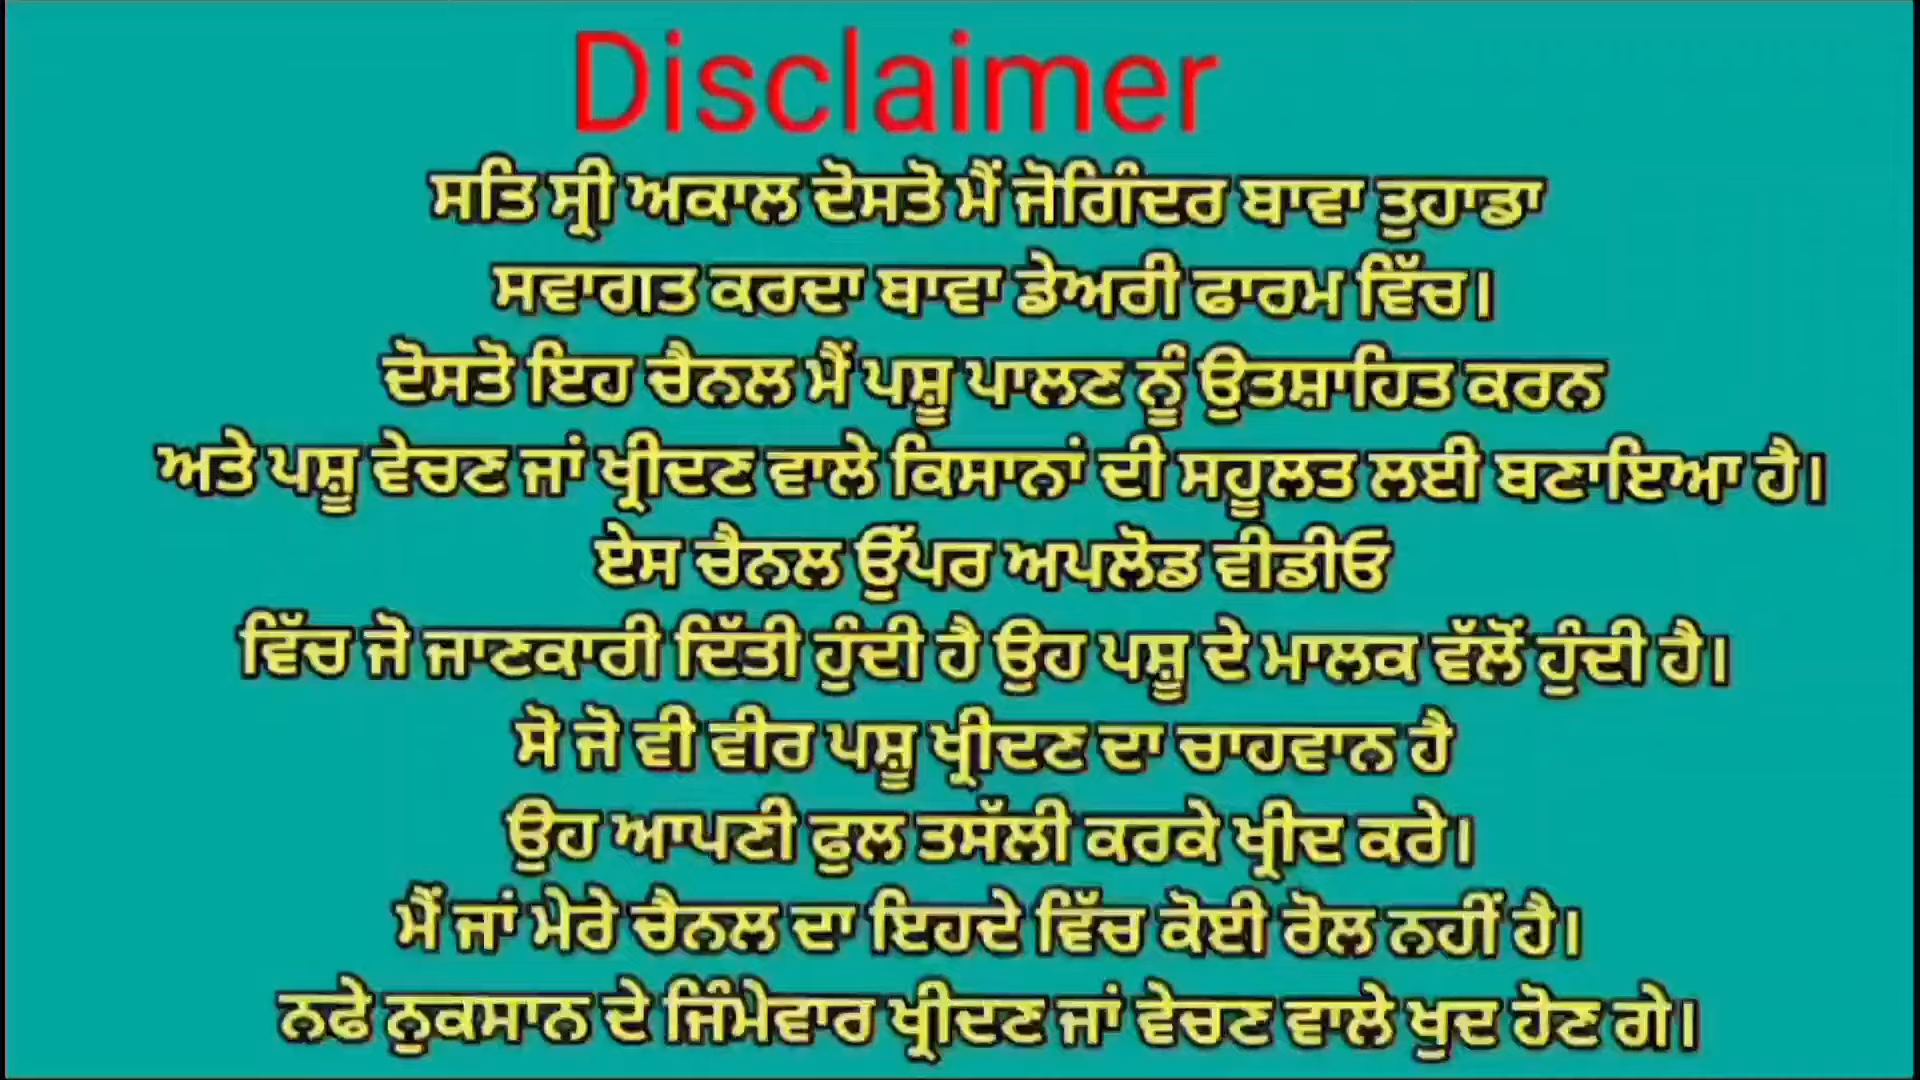 Disclaimer
ਸਤਿ ਸ੍ਰੀ ਅਕਾਲ ਦੋਸਤੋ ਮੈਂ ਜੋਗਿੰਦਰ ਬਾਵਾ ਤੁਹਾਡਾ
ਸਵਾਗਤ ਕਰਦਾ ਬਾਵਾ ਡੇਅਰੀ ਫਾਰਮ ਵਿੱਚ।
ਦੋਸਤੋ ਇਹ ਚੈਨਲ ਮੈਂ ਪਸ਼ੂ ਪਾਲਣ ਨੂੰ ਉਤਸ਼ਾਹਿਤ ਕਰਨ
ਅਤੇ ਪਸ਼ੂ ਵੇਚਣ ਜਾਂ ਖ੍ਰੀਦਣ ਵਾਲੇ ਕਿਸਾਨਾਂ ਦੀ ਸਹੂਲਤ ਲਈ ਬਣਾਇਆ ਹੈ।
ਏਸ ਚੈਨਲ ਉੱਪਰ ਅਪਲੋਡ ਵੀਡੀਓ
ਵਿੱਚ ਜੋ ਜਾਣਕਾਰੀ ਦਿੱਤੀ ਹੁੰਦੀ ਹੈ ਉਹ ਪਸ਼ੂ ਦੇ ਮਾਲਕ ਵੱਲੋਂ ਹੁੰਦੀ ਹੈ।
ਸੋ ਜੋ ਵੀ ਵੀਰ ਪਸ਼ੂ ਖ੍ਰੀਦਣ ਦਾ ਚਾਹਵਾਨ ਹੈ
ਉਹ ਆਪਣੀ ਫੁਲ ਤਸੱਲੀ ਕਰਕੇ ਖ੍ਰੀਦ ਕਰੇ।
ਮੈਂ ਜਾਂ ਮੇਰੇ ਚੈਨਲ ਦਾ ਇਹਦੇ ਵਿੱਚ ਕੋਈ ਰੋਲ ਨਹੀਂ ਹੈ।
ਨਫੇ ਨੁਕਸਾਨ ਦੇ ਜਿੰਮੇਵਾਰ ਖ੍ਰੀਦਣ ਜਾਂ ਵੇਚਣ ਵਾਲੇ ਖੁਦ ਹੋਣ ਗੇ।